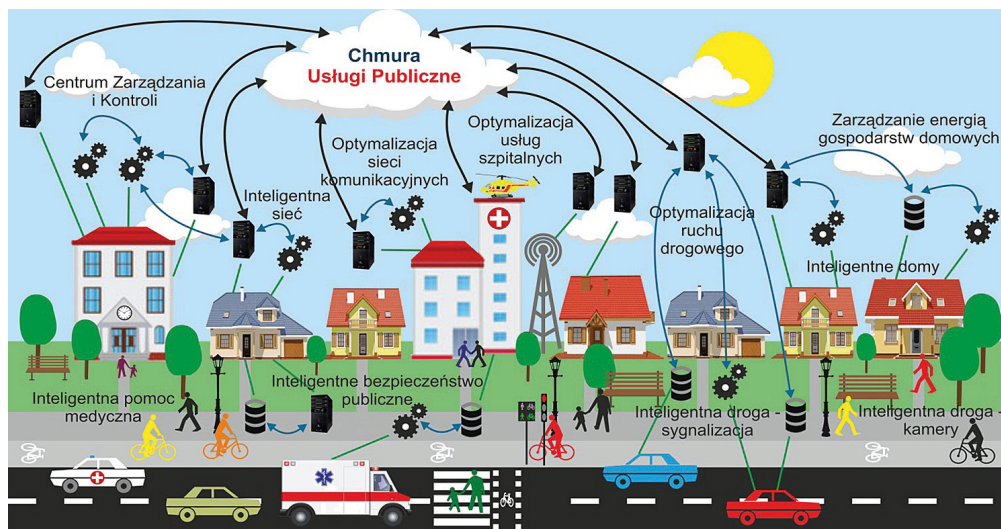 Chmura
Usługi Publiczne
Centrum Zarządzania
i Kontroli
Optymalizacja
sieci
komunikacyjnych
Optymalizacja
usług
szpitalnych
Zarządzanie energią
gospodarstw domowych
Inteligentna
sieć
Optymalizacja
ruchu
drogowego
Inteligentne domy
Inteligentna pomoc
medyczna
Inteligentne bezpieczeństwo
publiczne
Inteligentna droga -
sygnalizacja
Inteligentna droga -
kamery